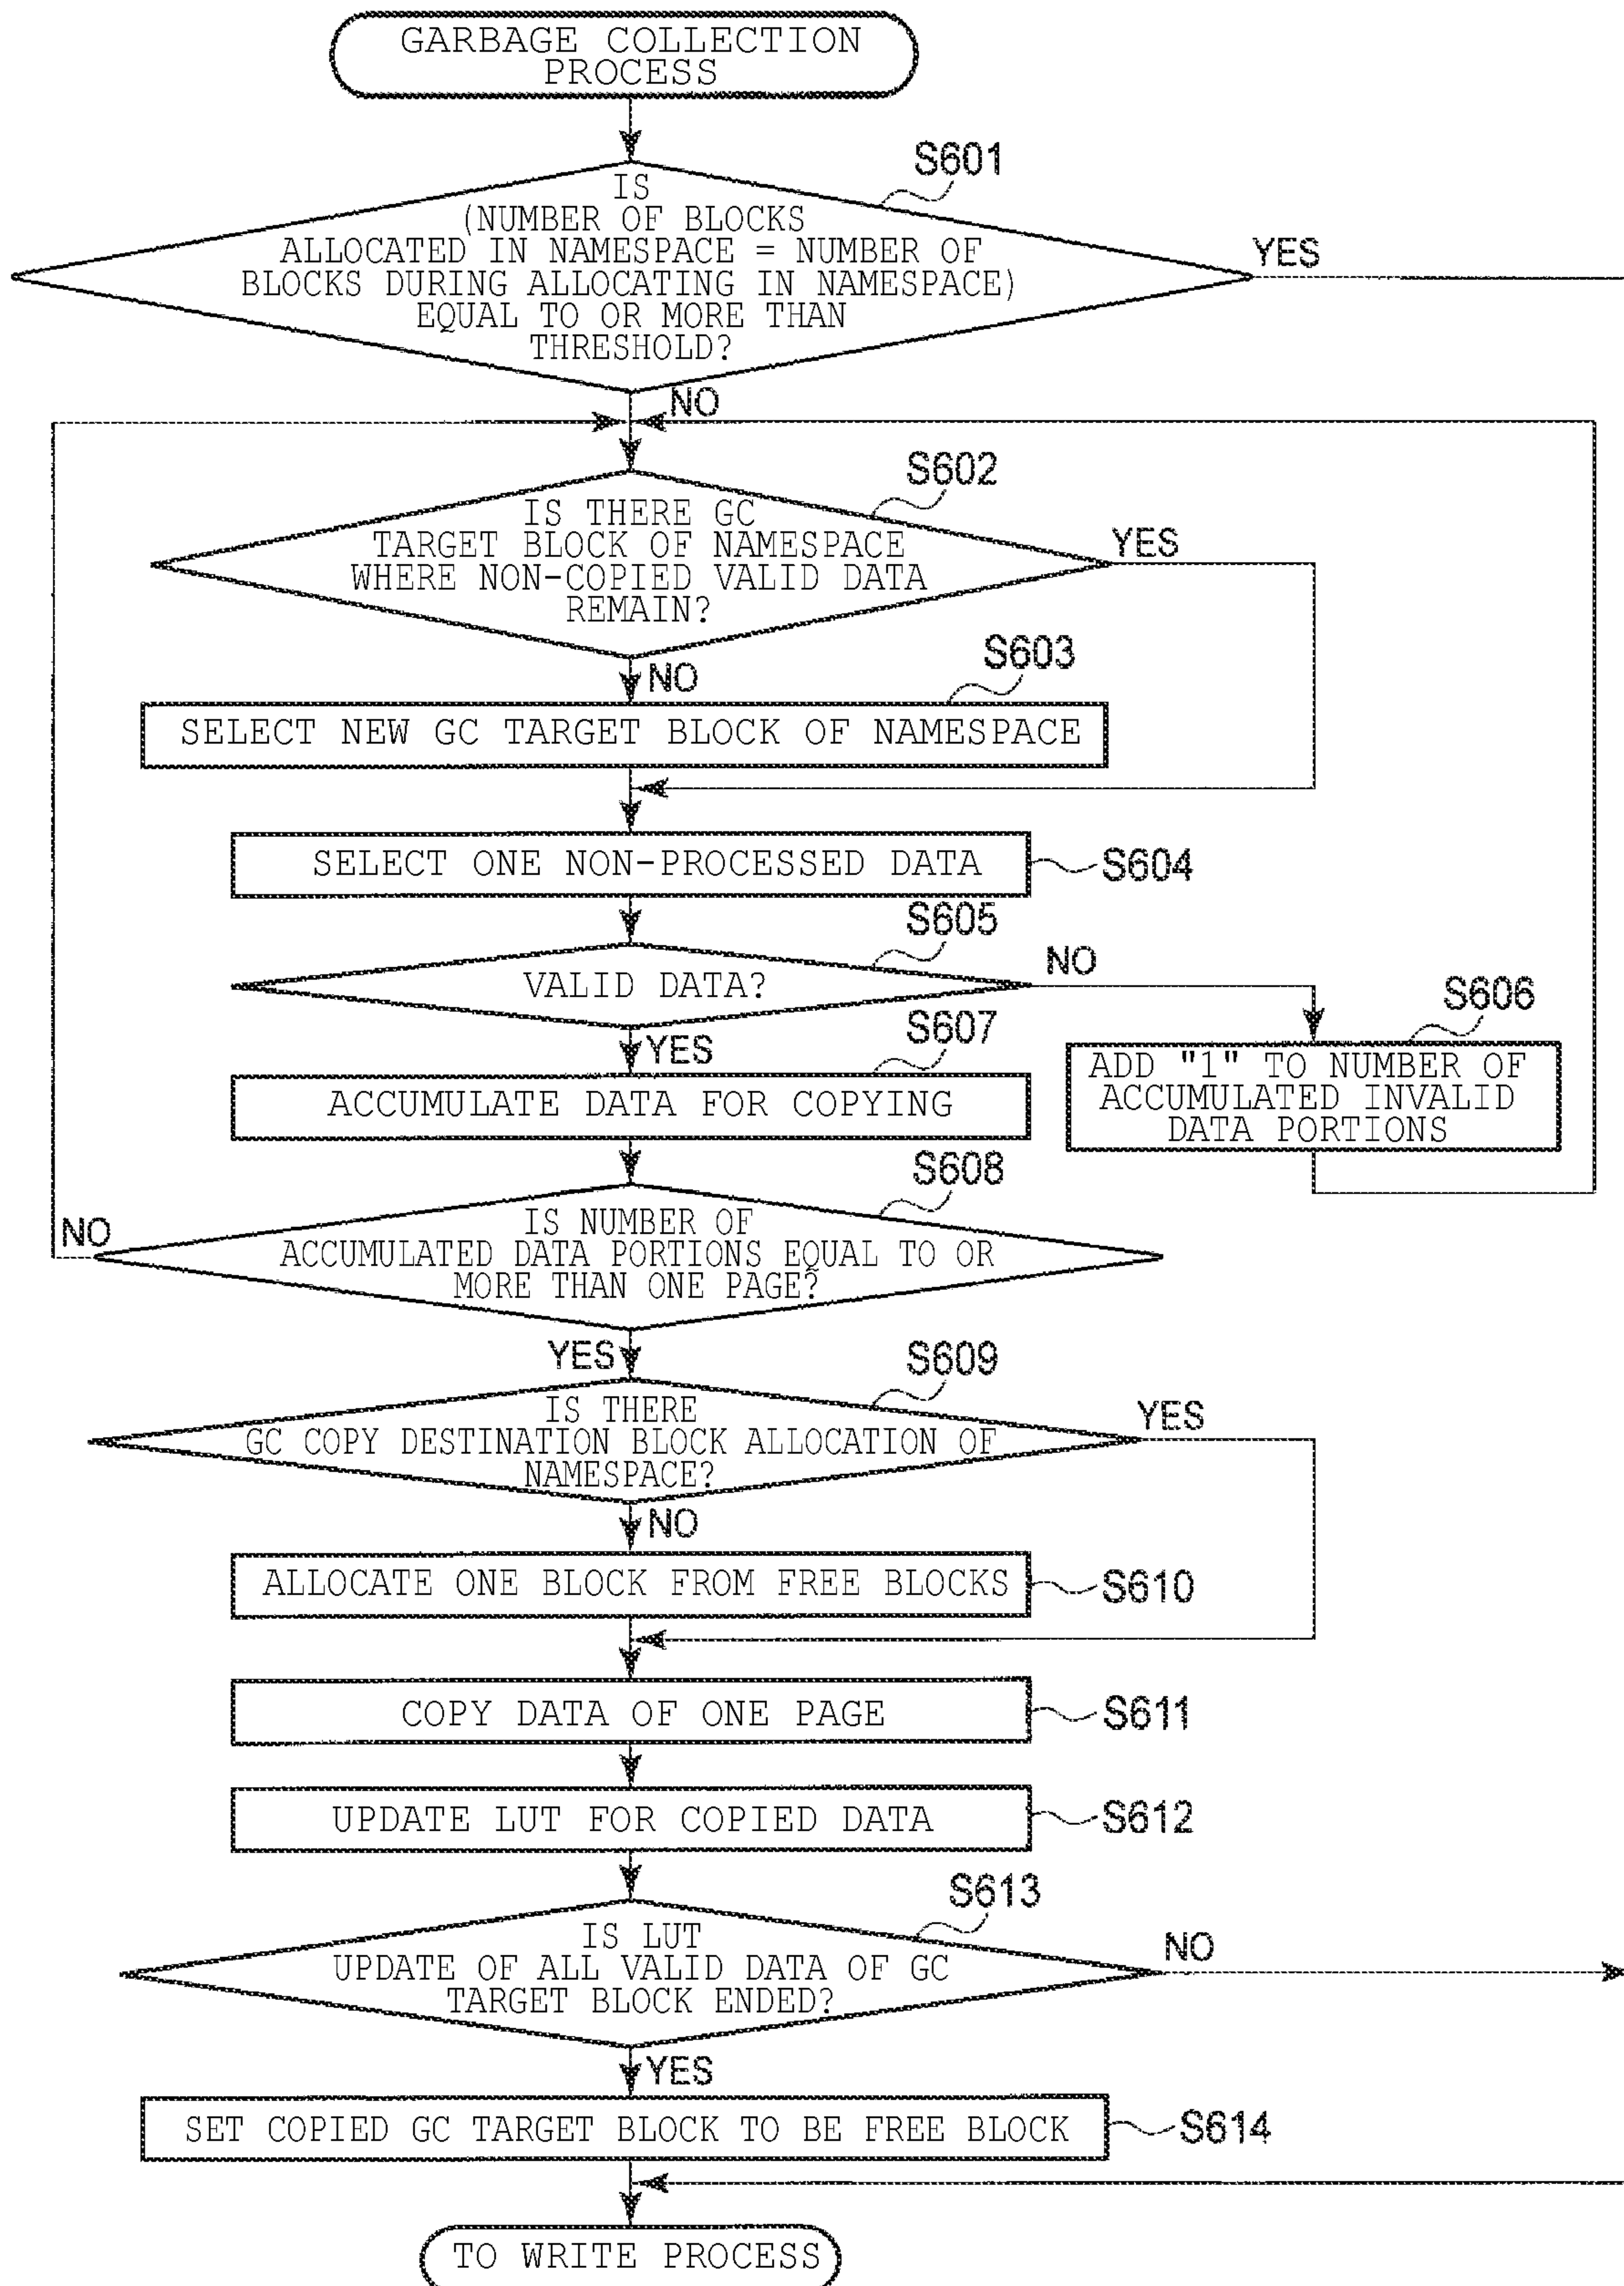 GARBAGE COLLECTION
PROCESS
S601
IS
(NUMBER OF BLOCKS
ALLOCATED IN NAMESPACE = NUMBER OF
BLOCKS DURING ALLOCATING IN NAMESPACE)
EQUAL TO OR MORE THAN
THRESHOLD?
YES
NO
S602
IS THERE GC
TARGET BLOCK OF NAMESPACE
WHERE NON-COPIED VALID DATA
REMAIN?
YES
NO
S603
SELECT NEW GC TARGET BLOCK OF NAMESPACE
SELECT ONE NON-PROCESSED DATA
S604
S605
VALID DATA?
NO
YES
S606
ADD "1" TO NUMBER OF
ACCUMULATED INVALID
DATA PORTIONS
S607
ACCUMULATE DATA FOR COPYING
S608
IS NUMBER OF
ACCUMULATED DATA PORTIONS EQUAL TO OR
MORE THAN ONE PAGE?
NO
YES
S609
IS THERE
GC COPY DESTINATION BLOCK ALLOCATION OF
NAMESPACE?
YES
NO
ALLOCATE ONE BLOCK FROM FREE BLOCKS
S610
COPY DATA OF ONE PAGE
S611
UPDATE LUT FOR COPIED DATA
S612
S613
IS LUT
UPDATE OF ALL VALID DATA OF GC
TARGET BLOCK ENDED?
NO
YES
SET COPIED GC TARGET BLOCK TO BE FREE BLOCK
S614
TO WRITE PROCESS